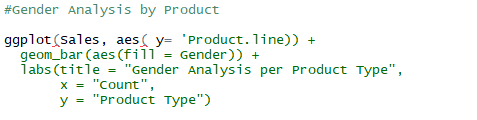 #Gender Analysis by Product
ggplot(Sales, aes( y= 'Product.line)) +
geom_bar(aes(fill = Gender)) +
labs(title = "Gender Analysis per Product Type",
x = "Count",
y = "Product Type")